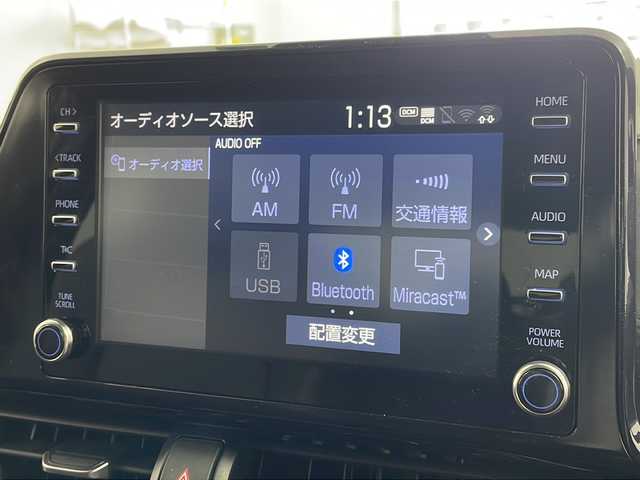 CH>
<TRACK
PHONE
T<C
TUNE
SCROLL
オーディオソース選択
1:13
DCM
DCM
オーディオ選択
AUDIO OFF
AM
FM
交通情報
USB
Bluetooth
Miracast™
配置変更
HOME
MENU
AUDIO
MAP
POWER
VOLUME